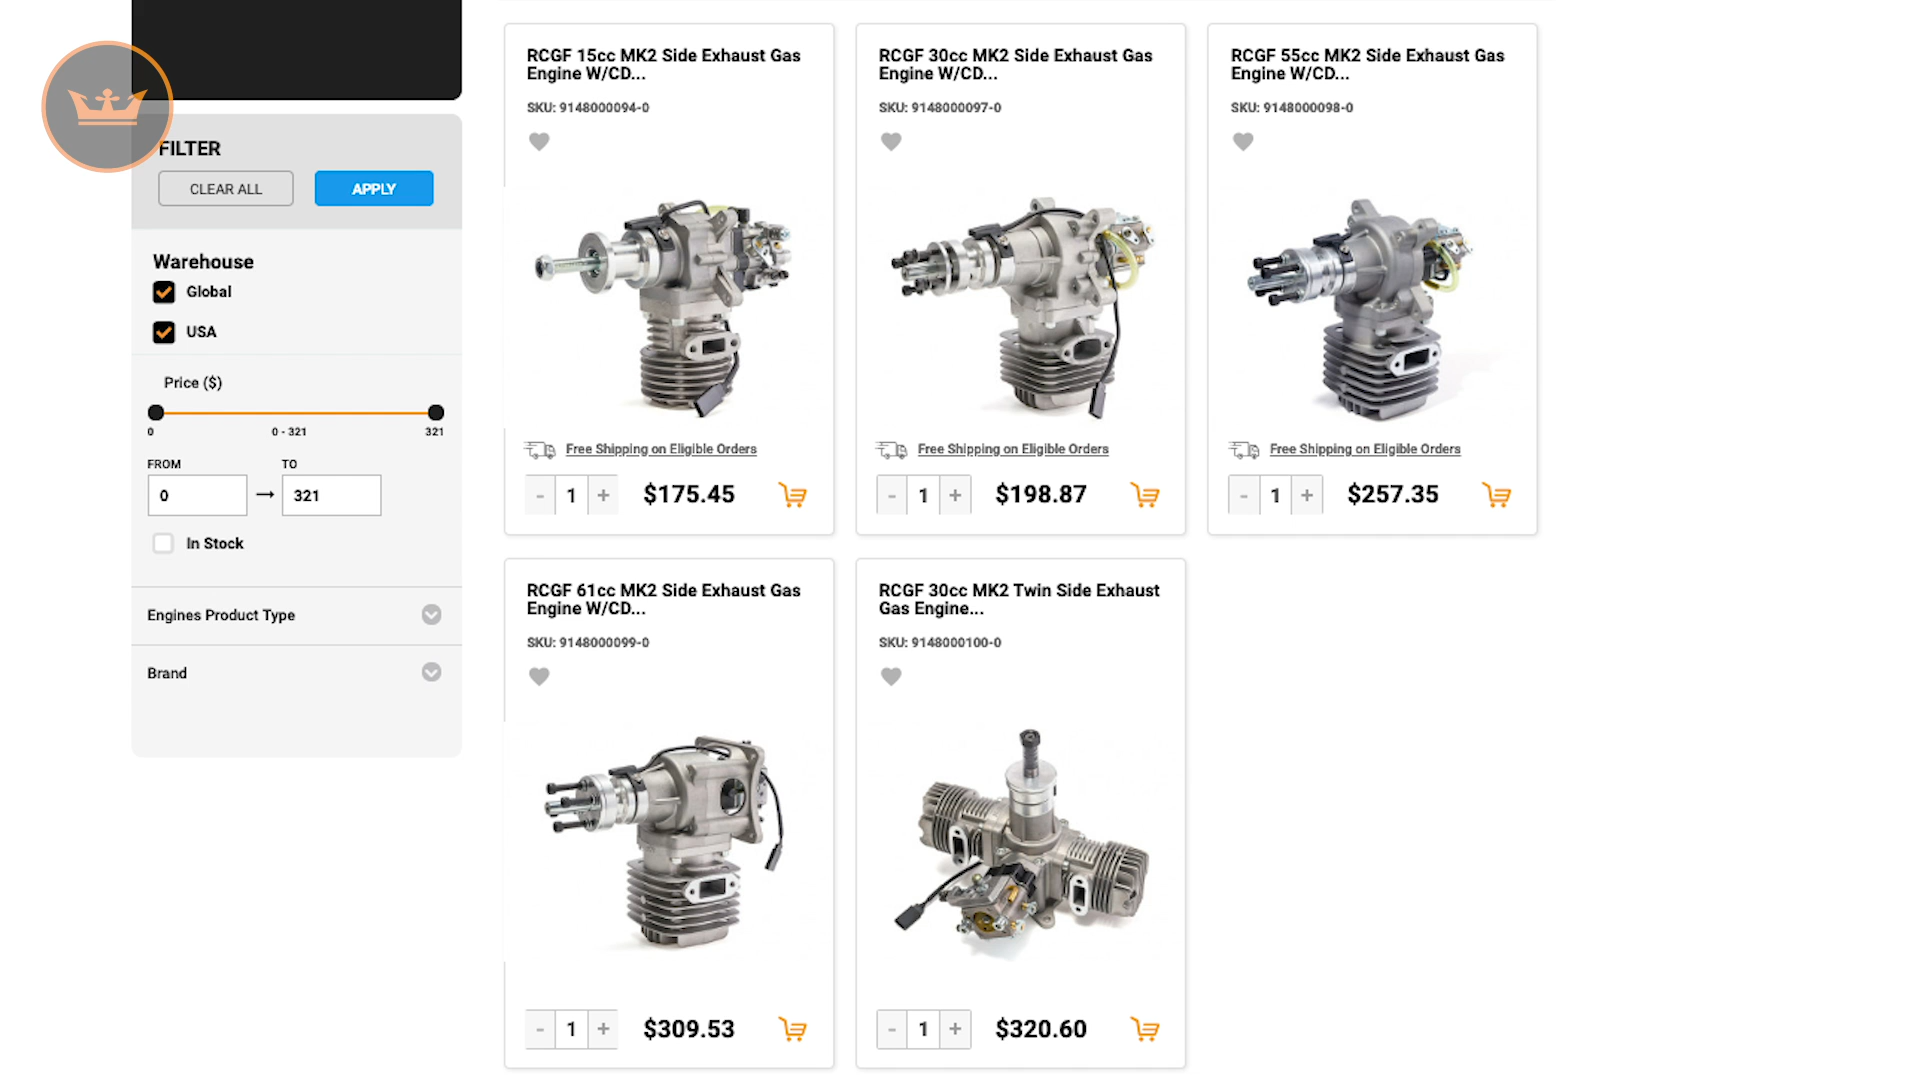 FILTER
CLEAR ALL
APPLY
Warehouse
Global
USA
Price ($)
0
0 - 321
321
FROM
TO
0
321
In Stock
Engines Product Type
Brand
RCGF 15cc MK2 Side Exhaust Gas
Engine W/CD...
SKU: 9148000094-0
Free Shipping on Eligible Orders
- 1 + $175.45
RCGF 30cc MK2 Side Exhaust Gas
Engine W/CD...
SKU: 9148000097-0
Free Shipping on Eligible Orders
- 1 + $198.87
RCGF 55cc MK2 Side Exhaust Gas
Engine W/CD...
SKU: 9148000098-0
Free Shipping on Eligible Orders
- 1 + $257.35
RCGF 61cc MK2 Side Exhaust Gas
Engine W/CD...
SKU: 9148000099-0
- 1 + $309.53
RCGF 30cc MK2 Twin Side Exhaust
Gas Engine...
SKU: 9148000100-0
- 1 + $320.60